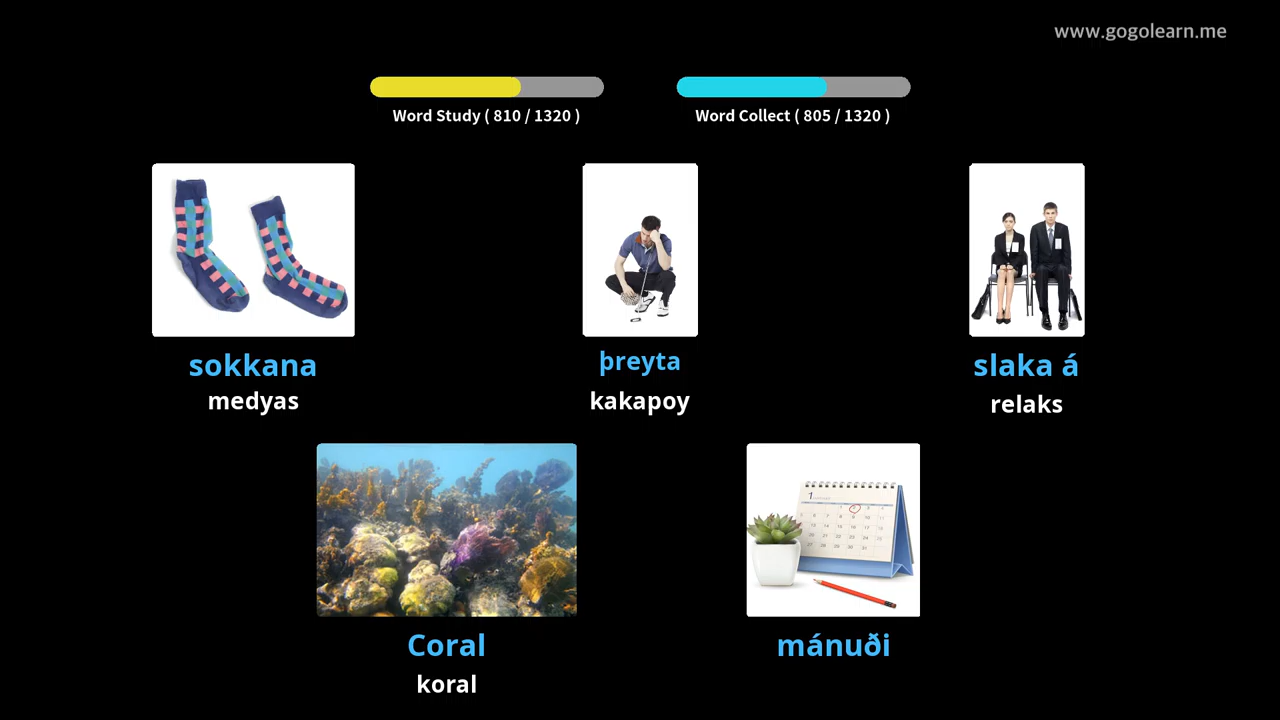 www.gogolearn.me
Word Study ( 810 / 1320 )
Word Collect ( 805 / 1320 )
sokkana
medyas
þreyta
kakapoy
slaka á
relaks
Coral
koral
mánuði